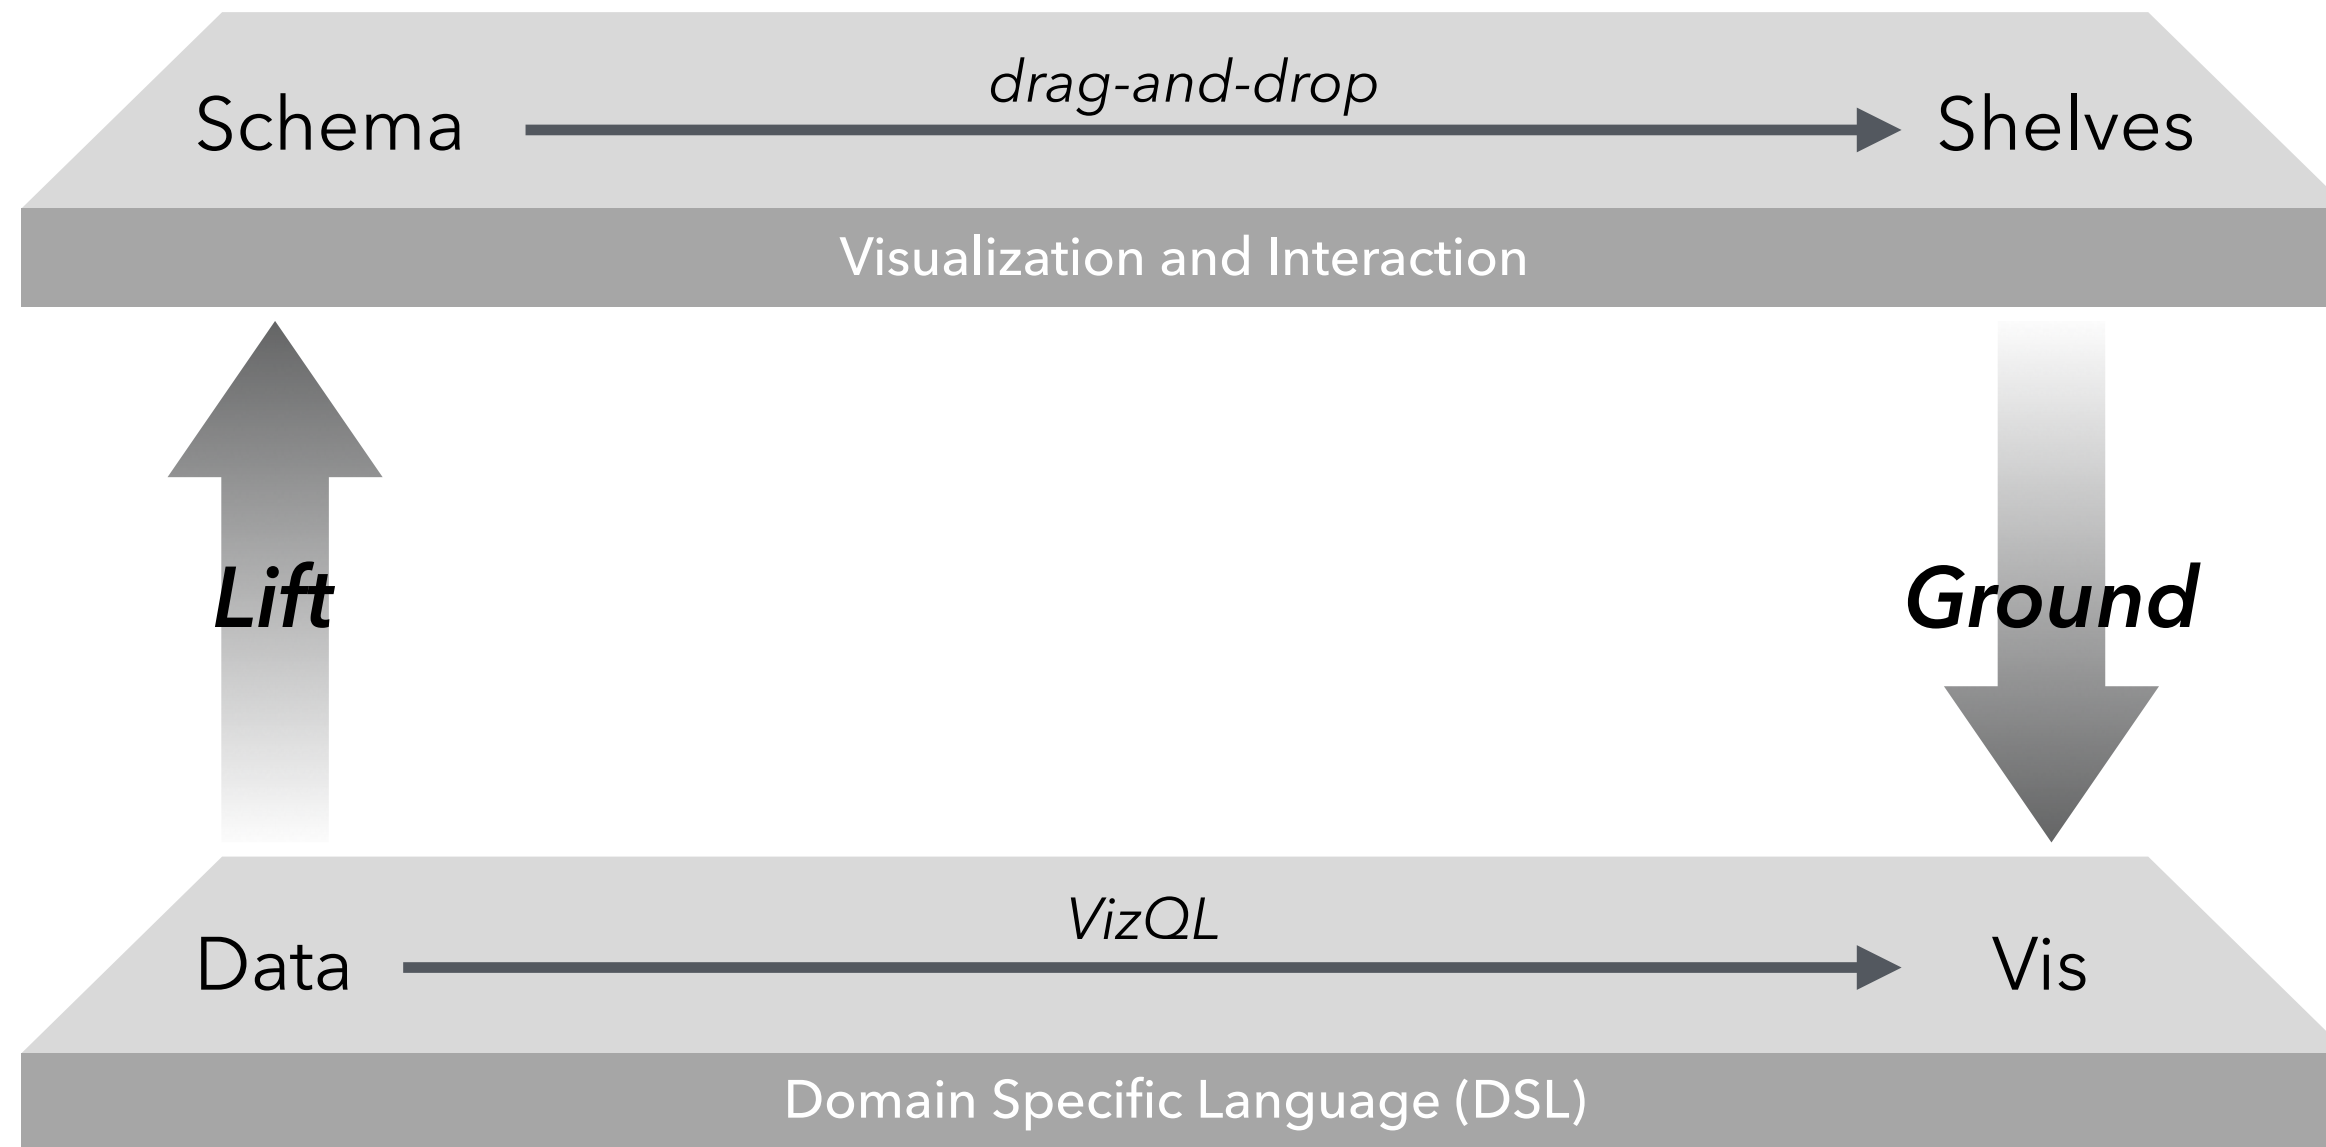 drag-and-drop
Schema
Shelves
Visualization and Interaction
Lift
Ground
VizQL
Data
Vis
Domain Specific Language (DSL)